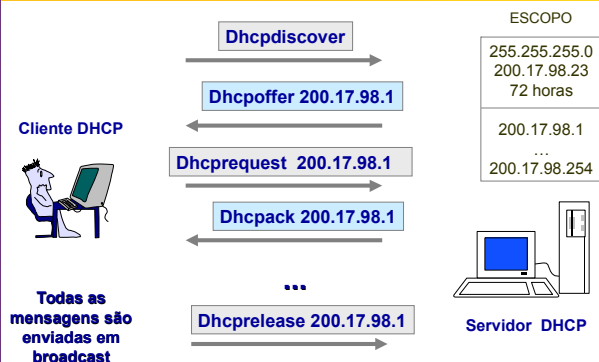 ESCOPO
Dhcpdiscover
255.255.255.0
200.17.98.23
72 horas
Dhcpoffer 200.17.98.1
Cliente DHCP
200.17.98.1
...
200.17.98.254
Dhcprequest 200.17.98.1
Dhcpack 200.17.98.1
...
Todas as
mensagens são
enviadas em
broadcast
Dhcprelease 200.17.98.1
Servidor DHCP